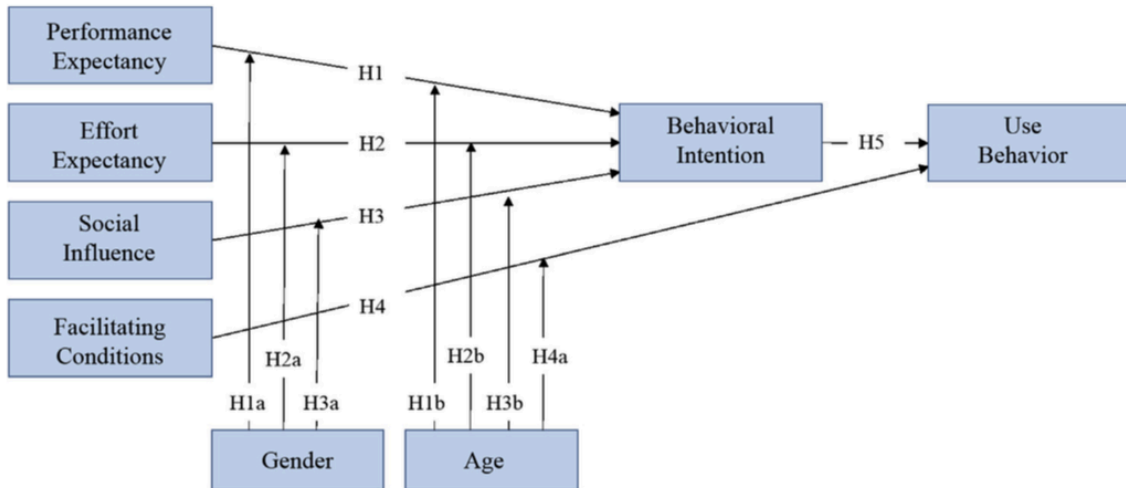 Performance
Expectancy
H1
Effort
Expectancy
H2
Behavioral
Intention
H5
Use
Behavior
Social
Influence
H3
Facilitating
Conditions
H4
H2a
H2b
H4a
H1a
H3a
H1b
H3b
Gender
Age